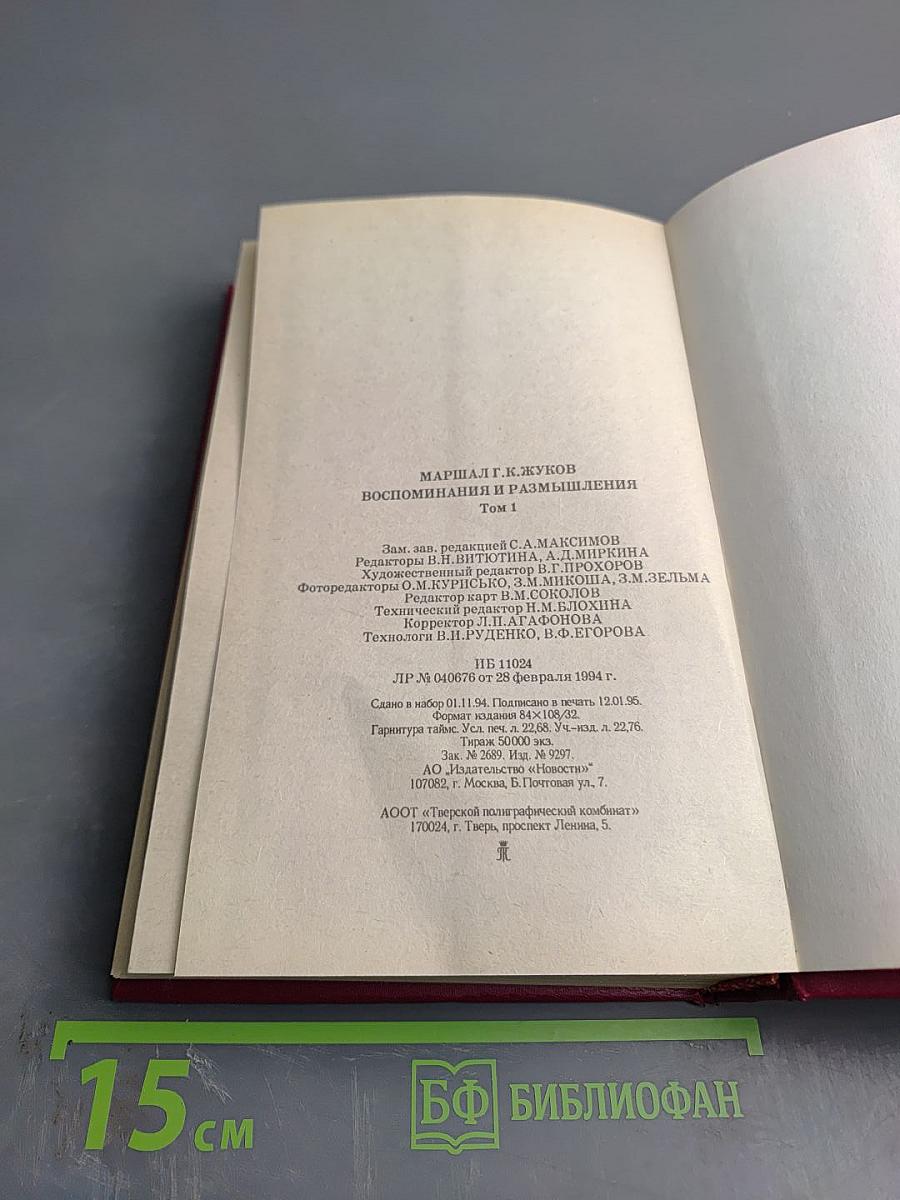 МАРШАЛ Г.К.ЖУКОВ
ВОСПОМИНАНИЯ И РАЗМЫШЛЕНИЯ
Том 1
Зам. зав. редакцией С.А.МАКСИМОВ
Редакторы В.Н.ВИТЮТИНА, А.Д.МИРКИНА
Художественный редактор В.Г.ПРОХОРОВ
Фоторедакторы О.М.КУРИСЬКО, З.М.МИКОША, З.М.ЗЕЛЬМА
Редактор карт В.М.СОКОЛОВ
Технический редактор Н.М.БЛОХИНА
Корректор Л.П.АГАФОНОВА
Технологи В.И.РУДЕНКО, В.Ф.ЕГОРОВА
ИБ 11024
ЛР № 040676 от 28 февраля 1994 г.
Сдано в набор 01.11.94. Подписано в печать 12.01.95.
Формат издания 84×108/32.
Гарнитура таймс. Усл. печ. л. 22,68. Уч.-изд. л. 22,76.
Тираж 50000 экз.
Зак. № 2689. Изд. № 9297.
АО „Издательство «Новости»“
107082, г. Москва, Б. Почтовая ул., 7.
АООТ «Тверской полиграфический комбинат»
170024, г. Тверь, проспект Ленина, 5.
15 см
БФ БИБЛИОФАН